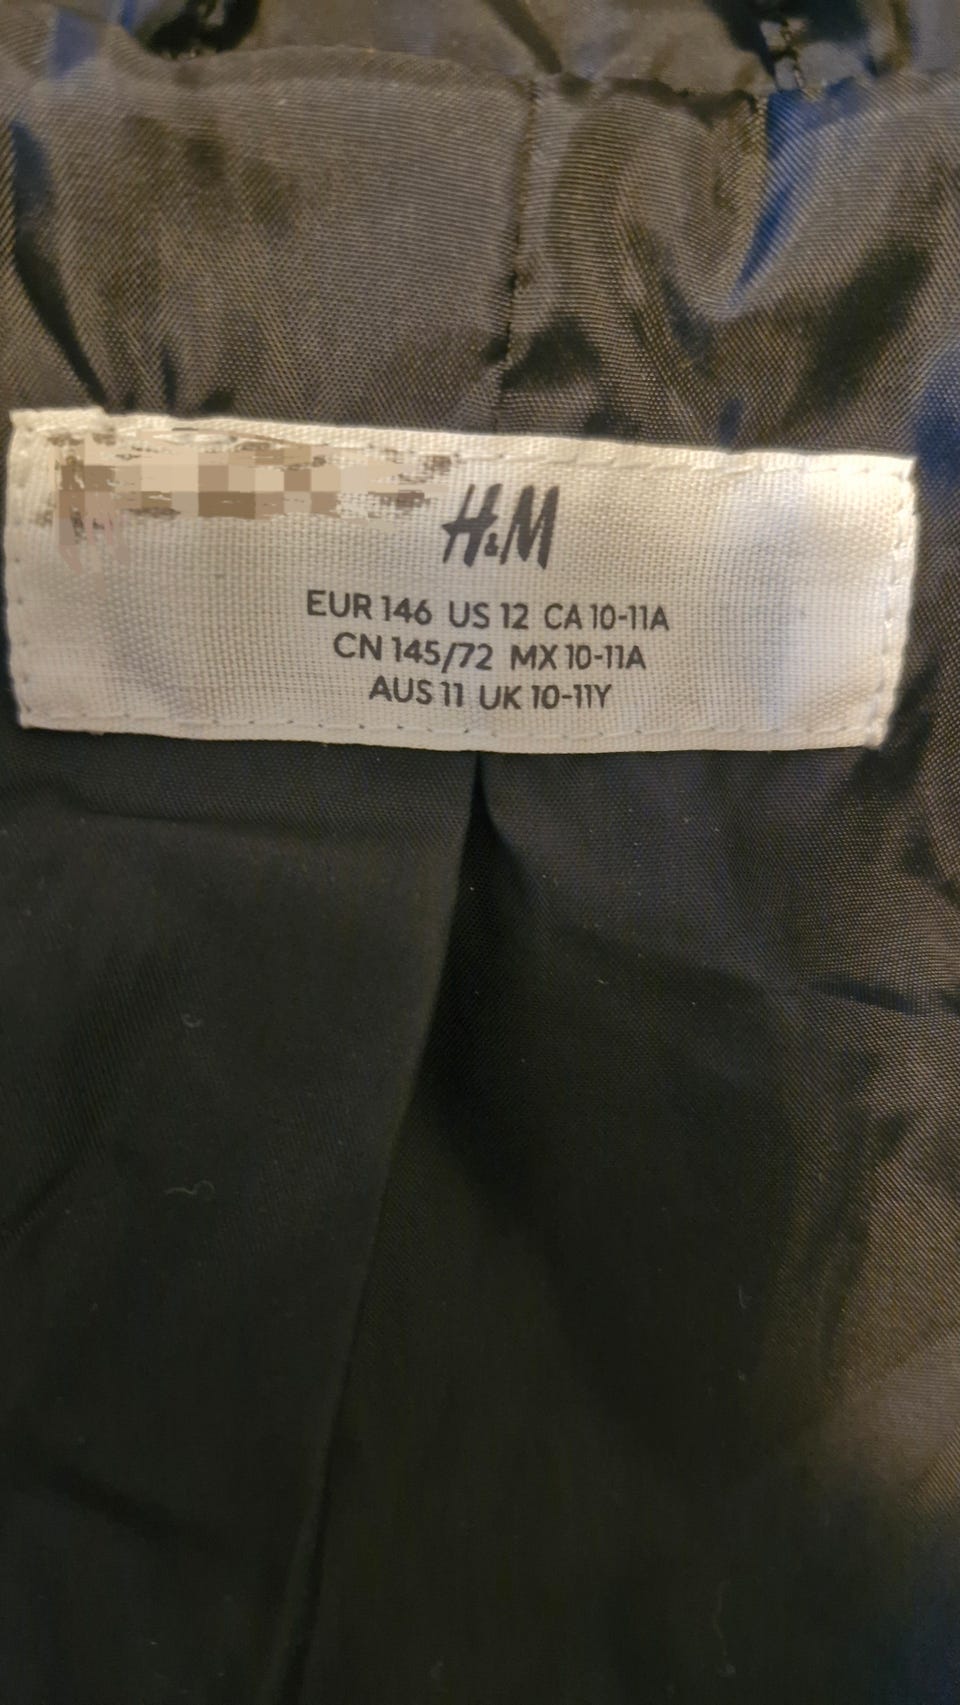 H&M
EUR 146 US 12 CA 10-11A
CN 145/72 MX 10-11A
AUS 11 UK 10-11Y